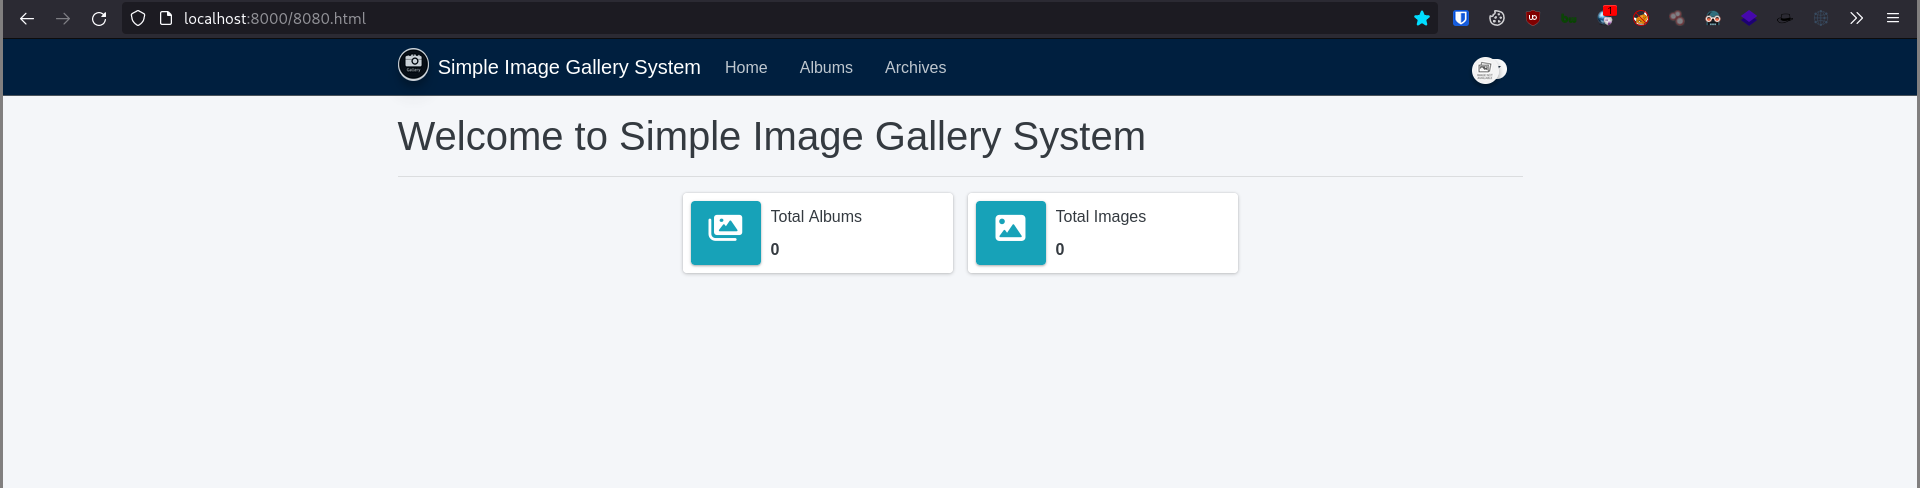 localhost:8000/8080.html
1
Simple Image Gallery System Home Albums Archives
Welcome to Simple Image Gallery System
Total Albums
0
Total Images
0